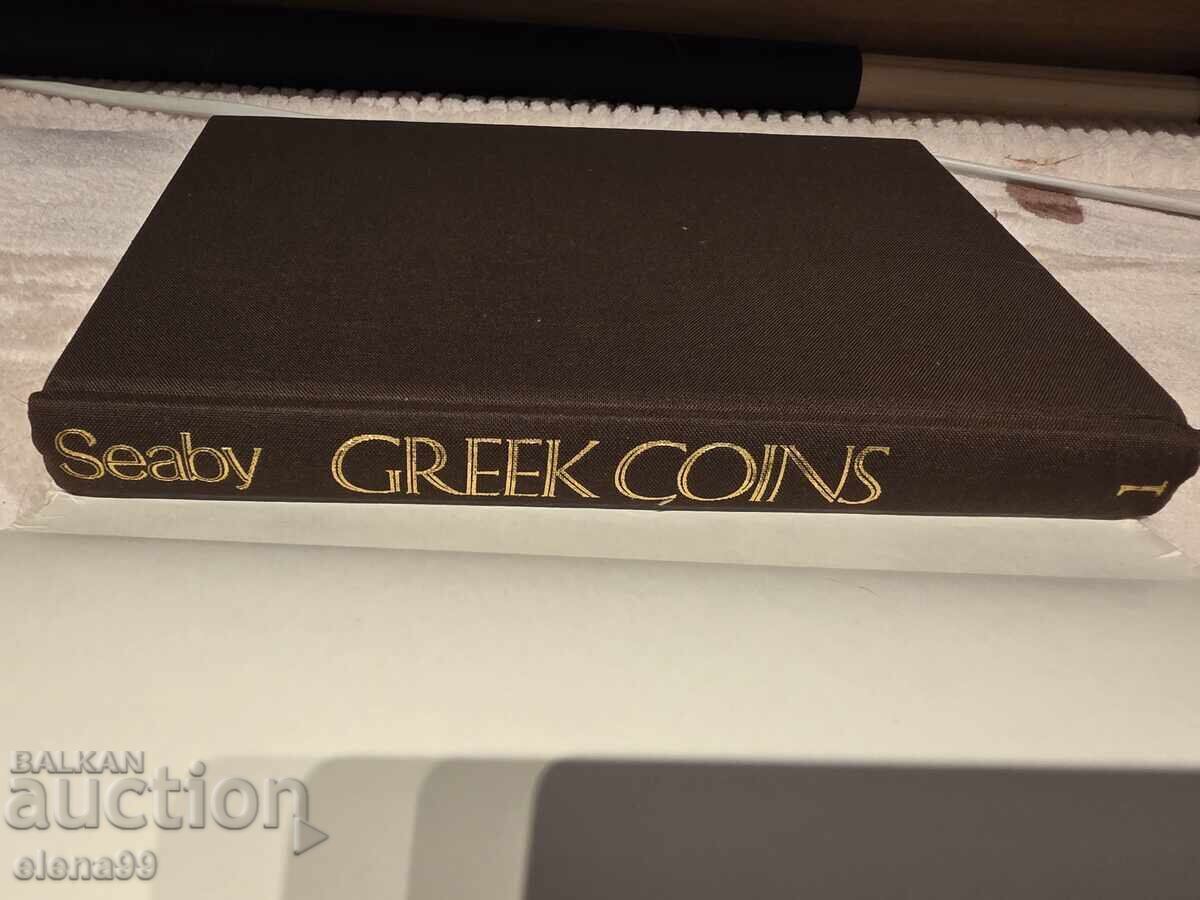 Seaby GREEK COINS 1
BALKAN
auction
elena99